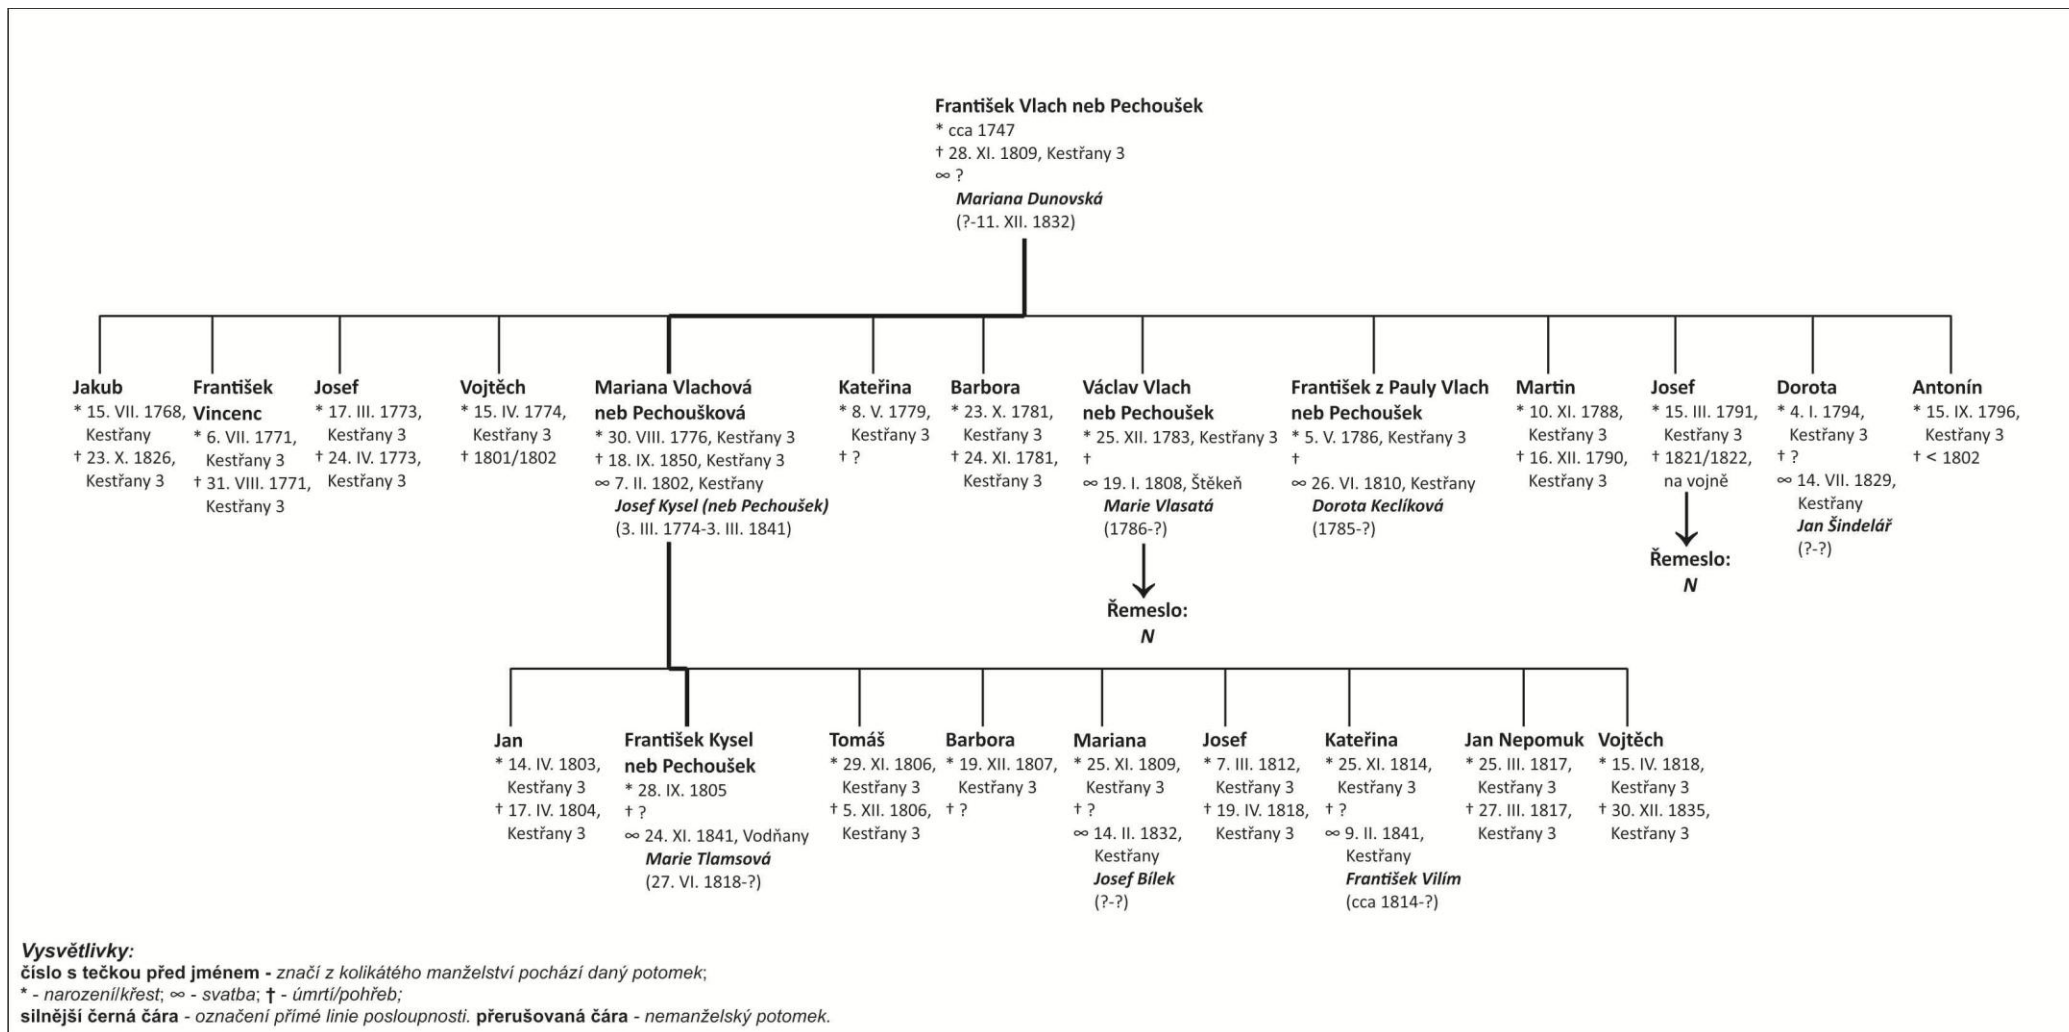 František Vlach neb Pechoušek
* cca 1747
† 28. XI. 1809, Kestřany 3
∞ ?
Mariana Dunovská
(?-11. XII. 1832)
Jakub
* 15. VII. 1768,
Kestřany
† 23. X. 1826,
Kestřany 3
František
Vincenc
* 6. VII. 1771,
Kestřany 3
† 31. VIII. 1771,
Kestřany 3
Josef
* 17. III. 1773,
Kestřany 3
† 24. IV. 1773,
Kestřany 3
Vojtěch
* 15. IV. 1774,
Kestřany 3
† 1801/1802
Mariana Vlachová
neb Pechoušková
* 30. VIII. 1776, Kestřany 3
† 18. IX. 1850, Kestřany 3
∞ 7. II. 1802, Kestřany
Josef Kysel (neb Pechoušek)
(3. III. 1774-3. III. 1841)
Kateřina
* 8. V. 1779,
Kestřany 3
† ?
Barbora
* 23. X. 1781,
Kestřany 3
† 24. XI. 1781,
Kestřany 3
Václav Vlach
neb Pechoušek
* 25. XII. 1783, Kestřany 3
†
∞ 19. I. 1808, Štěkeň
Marie Vlasatá
(1786-?)
Řemeslo:
N
František z Pauly Vlach
neb Pechoušek
* 5. V. 1786, Kestřany 3
†
∞ 26. VI. 1810, Kestřany
Dorota Keclíková
(1785-?)
Martin
* 10. XI. 1788,
Kestřany 3
† 16. XII. 1790,
Kestřany 3
Josef
* 15. III. 1791,
Kestřany 3
† 1821/1822,
na vojně
Řemeslo:
N
Dorota
* 4. I. 1794,
Kestřany 3
† ?
∞ 14. VII. 1829,
Kestřany
Jan Šindelář
(?-?)
Antonín
* 15. IX. 1796,
Kestřany 3
† < 1802
Jan
* 14. IV. 1803,
Kestřany 3
† 17. IV. 1804,
Kestřany 3
František Kysel
neb Pechoušek
* 28. IX. 1805
† ?
∞ 24. XI. 1841, Vodňany
Marie Tlamsová
(27. VI. 1818-?)
Tomáš
* 29. XI. 1806,
Kestřany 3
† 5. XII. 1806,
Kestřany 3
Barbora
* 19. XII. 1807,
Kestřany 3
† ?
Mariana
* 25. XI. 1809,
Kestřany 3
† ?
∞ 14. II. 1832,
Kestřany
Josef Bílek
(?-?)
Josef
* 7. III. 1812,
Kestřany 3
† 19. IV. 1818,
Kestřany 3
Kateřina
* 25. XI. 1814,
Kestřany 3
† ?
∞ 9. II. 1841,
Kestřany
František Vilím
(cca 1814-?)
Jan Nepomuk
* 25. III. 1817,
Kestřany 3
† 27. III. 1817,
Kestřany 3
Vojtěch
* 15. IV. 1818,
Kestřany 3
† 30. XII. 1835,
Kestřany 3
Vysvětlivky:
číslo s tečkou před jménem - značí z kolikátého manželství pochází daný potomek;
* - narození/křest; ∞ - svatba; † - úmrtí/pohřeb;
silnější černá čára - označení přímé linie posloupnosti. přerušovaná čára - nemanželský potomek.